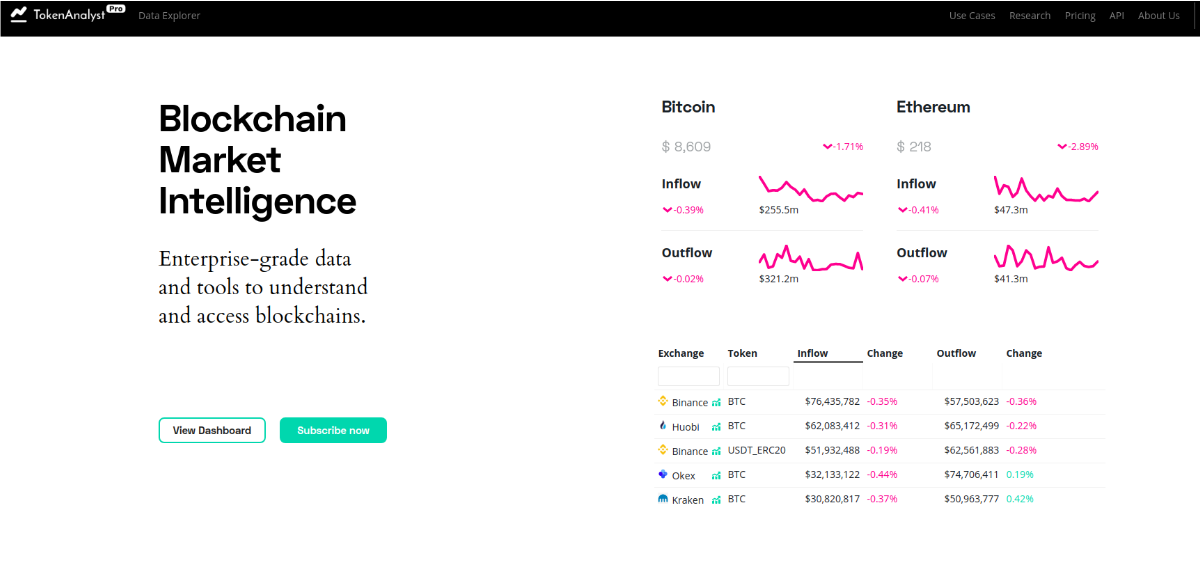 TokenAnalyst Pro Data Explorer Use Cases Research Pricing API About Us
Blockchain
Market
Intelligence
Enterprise-grade data
and tools to understand
and access blockchains.
View Dashboard Subscribe now
Bitcoin
$ 8,609 -1.71%
Inflow
-0.39% $255.5m
Outflow
-0.02% $321.2m
Ethereum
$ 218 -2.89%
Inflow
-0.41% $47.3m
Outflow
-0.07% $41.3m
Exchange Token Inflow Change Outflow Change
Binance BTC $76,435,782 -0.35% $57,503,623 -0.36%
Huobi BTC $62,083,412 -0.31% $65,172,499 -0.22%
Binance USDT_ERC20 $51,932,488 -0.19% $62,561,883 -0.28%
Okex BTC $32,133,122 -0.44% $74,706,411 0.19%
Kraken BTC $30,820,817 -0.37% $50,963,777 0.42%